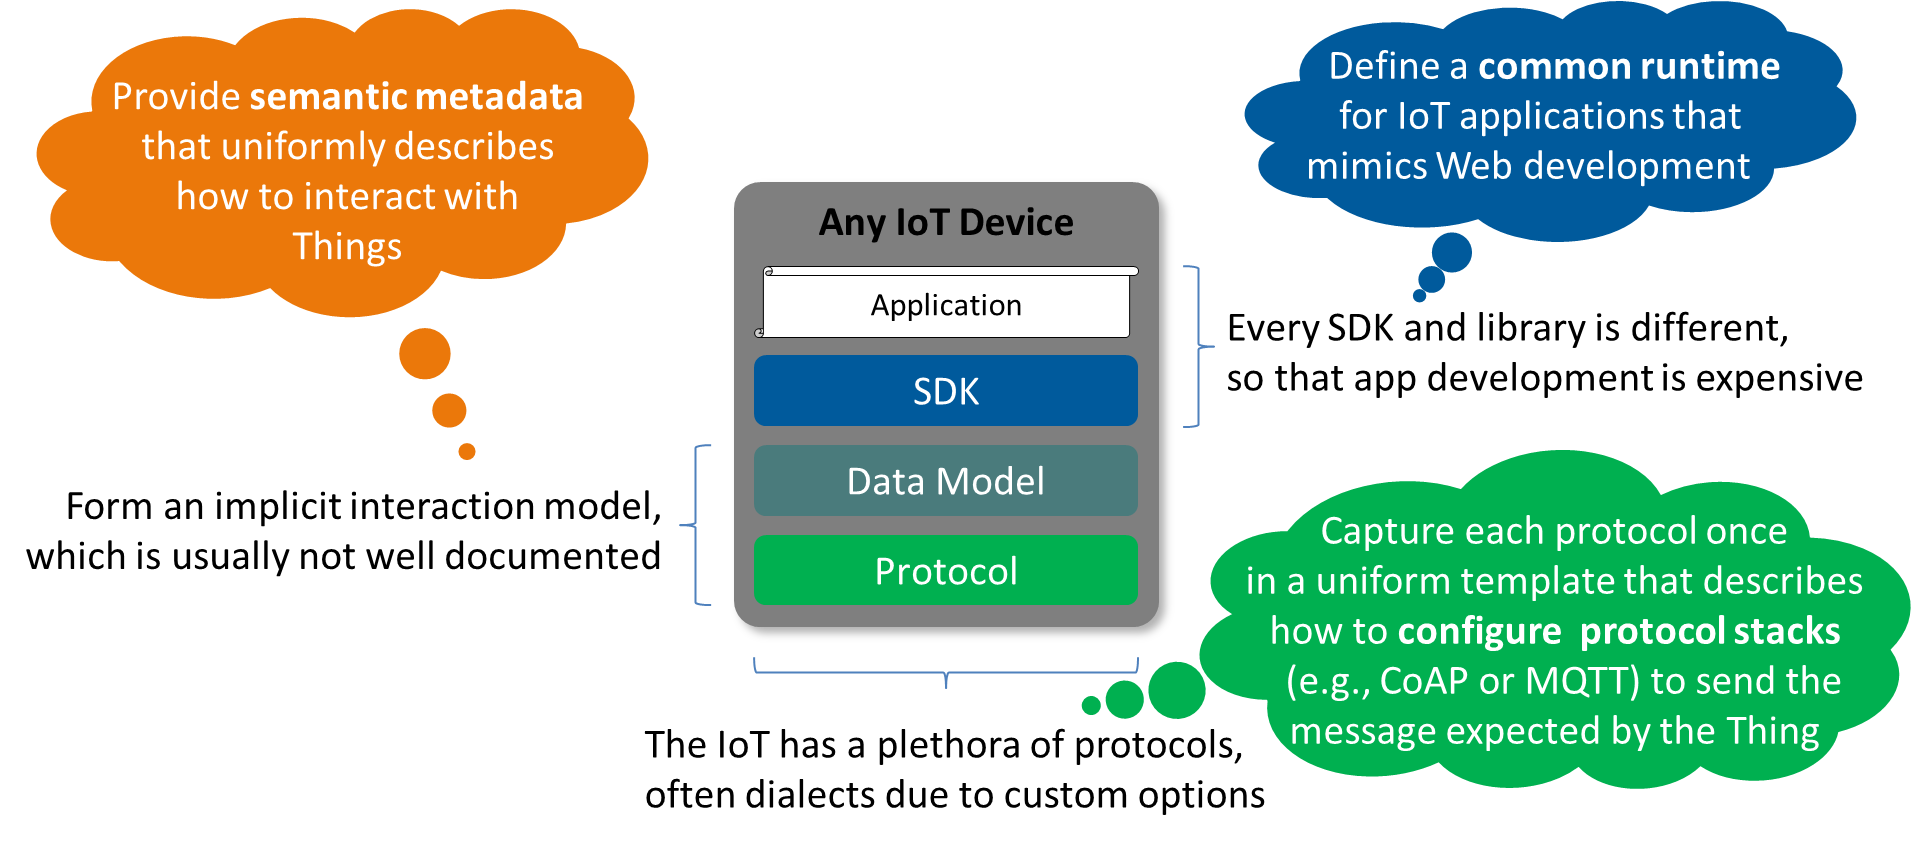 Provide semantic metadata
that uniformly describes
how to interact with
Things
Define a common runtime
for IoT applications that
mimics Web development
Any IoT Device
Application
SDK
Data Model
Protocol
Every SDK and library is different,
so that app development is expensive
Form an implicit interaction model,
which is usually not well documented
Capture each protocol once
in a uniform template that describes
how to configure  protocol stacks
(e.g., CoAP or MQTT) to send the
message expected by the Thing
The IoT has a plethora of protocols,
often dialects due to custom options